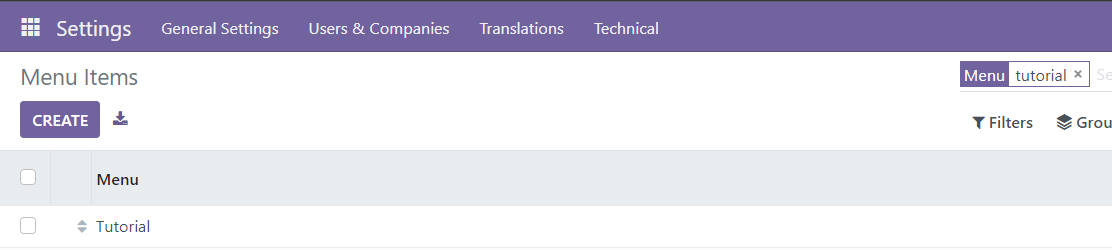 Settings General Settings Users & Companies Translations Technical
Menu Items
Menu tutorial ×
CREATE
Filters
Menu
Tutorial